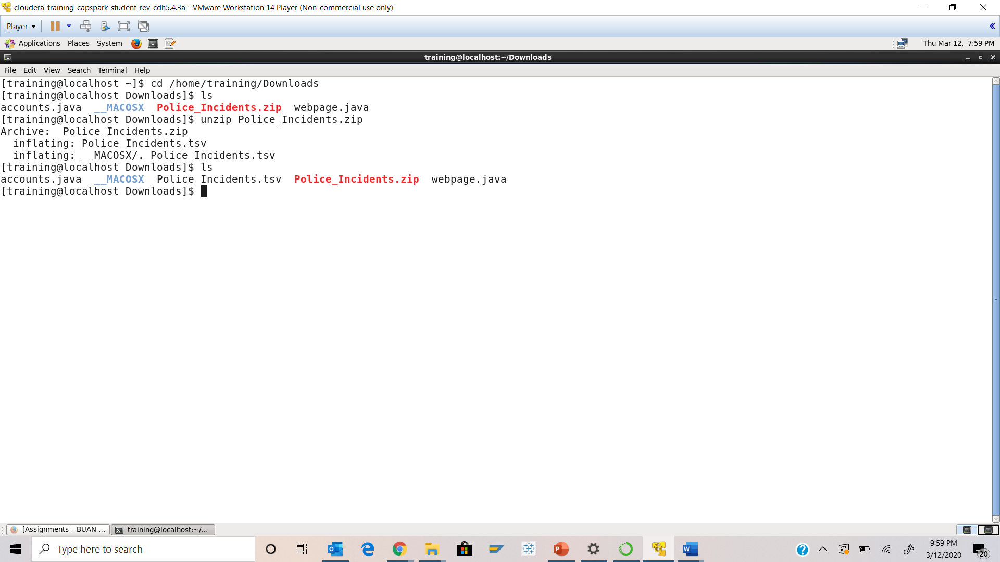 cloudera-training-capspark-student-rev_cdh5.4.3a - VMware Workstation 14 Player (Non-commercial use only)
Player
Applications Places System Thu Mar 12, 7:59 PM
training@localhost:~/Downloads
File Edit View Search Terminal Help
[training@localhost ~]$ cd /home/training/Downloads
[training@localhost Downloads]$ ls
accounts.java __MACOSX Police_Incidents.zip webpage.java
[training@localhost Downloads]$ unzip Police_Incidents.zip
Archive: Police_Incidents.zip
inflating: Police_Incidents.tsv
inflating: __MACOSX/._Police_Incidents.tsv
[training@localhost Downloads]$ ls
accounts.java __MACOSX Police_Incidents.tsv Police_Incidents.zip webpage.java
[training@localhost Downloads]$
[Assignments – BUAN ... training@localhost:~/...
Type here to search
9:59 PM
3/12/2020
20